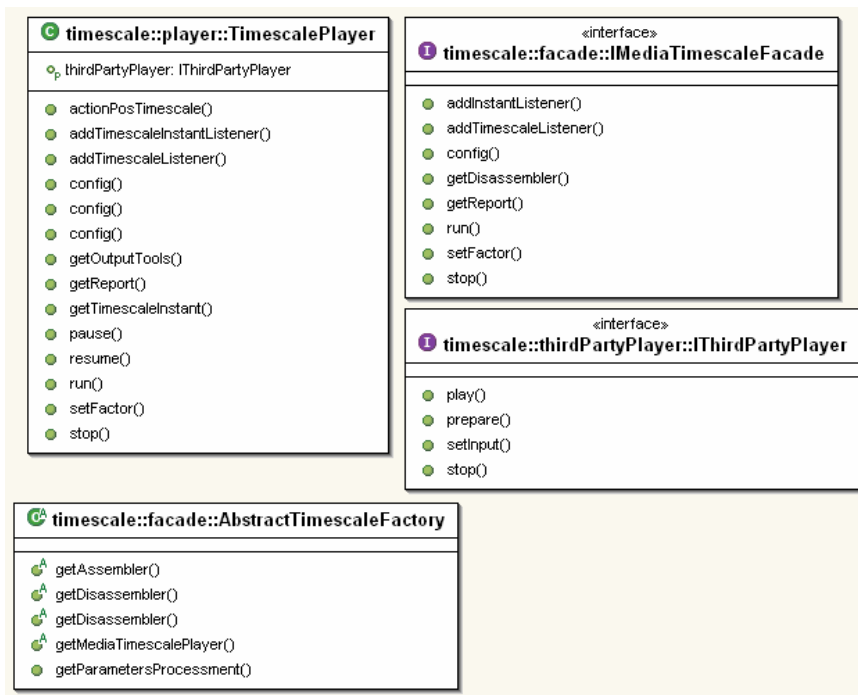 C timescale::player::TimescalePlayer
P thirdPartyPlayer: IThirdPartyPlayer
actionPosTimescale()
addTimescaleInstantListener()
addTimescaleListener()
config()
config()
config()
getOutputTools()
getReport()
getTimescaleInstant()
pause()
resume()
run()
setFactor()
stop()
«interface»
I timescale::facade::IMediaTimescaleFacade
addInstantListener()
addTimescaleListener()
config()
getDisassembler()
getReport()
run()
setFactor()
stop()
«interface»
I timescale::thirdPartyPlayer::IThirdPartyPlayer
play()
prepare()
setInput()
stop()
C A timescale::facade::AbstractTimescaleFactory
A getAssembler()
A getDisassembler()
A getDisassembler()
A getMediaTimescalePlayer()
getParametersProcessment()